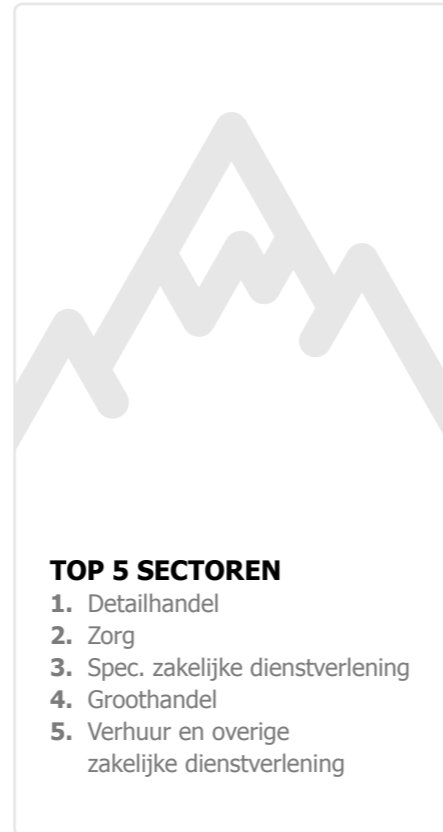 TOP 5 SECTOREN
1. Detailhandel
2. Zorg
3. Spec. zakelijke dienstverlening
4. Groothandel
5. Verhuur en overige
zakelijke dienstverlening